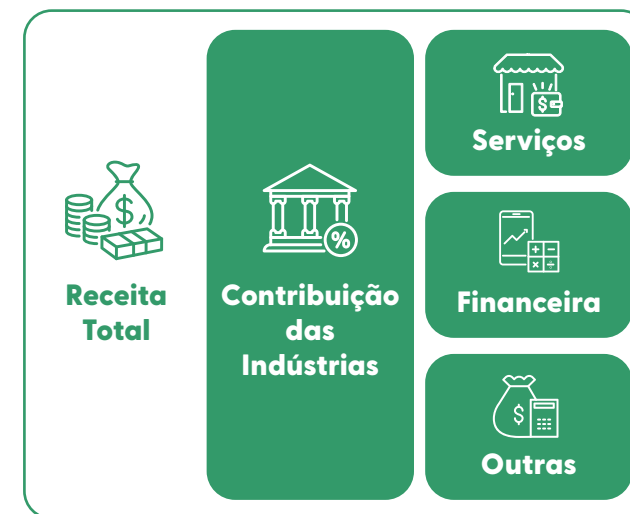 Receita
Total
Contribuição
das
Indústrias
Serviços
Financeira
Outras